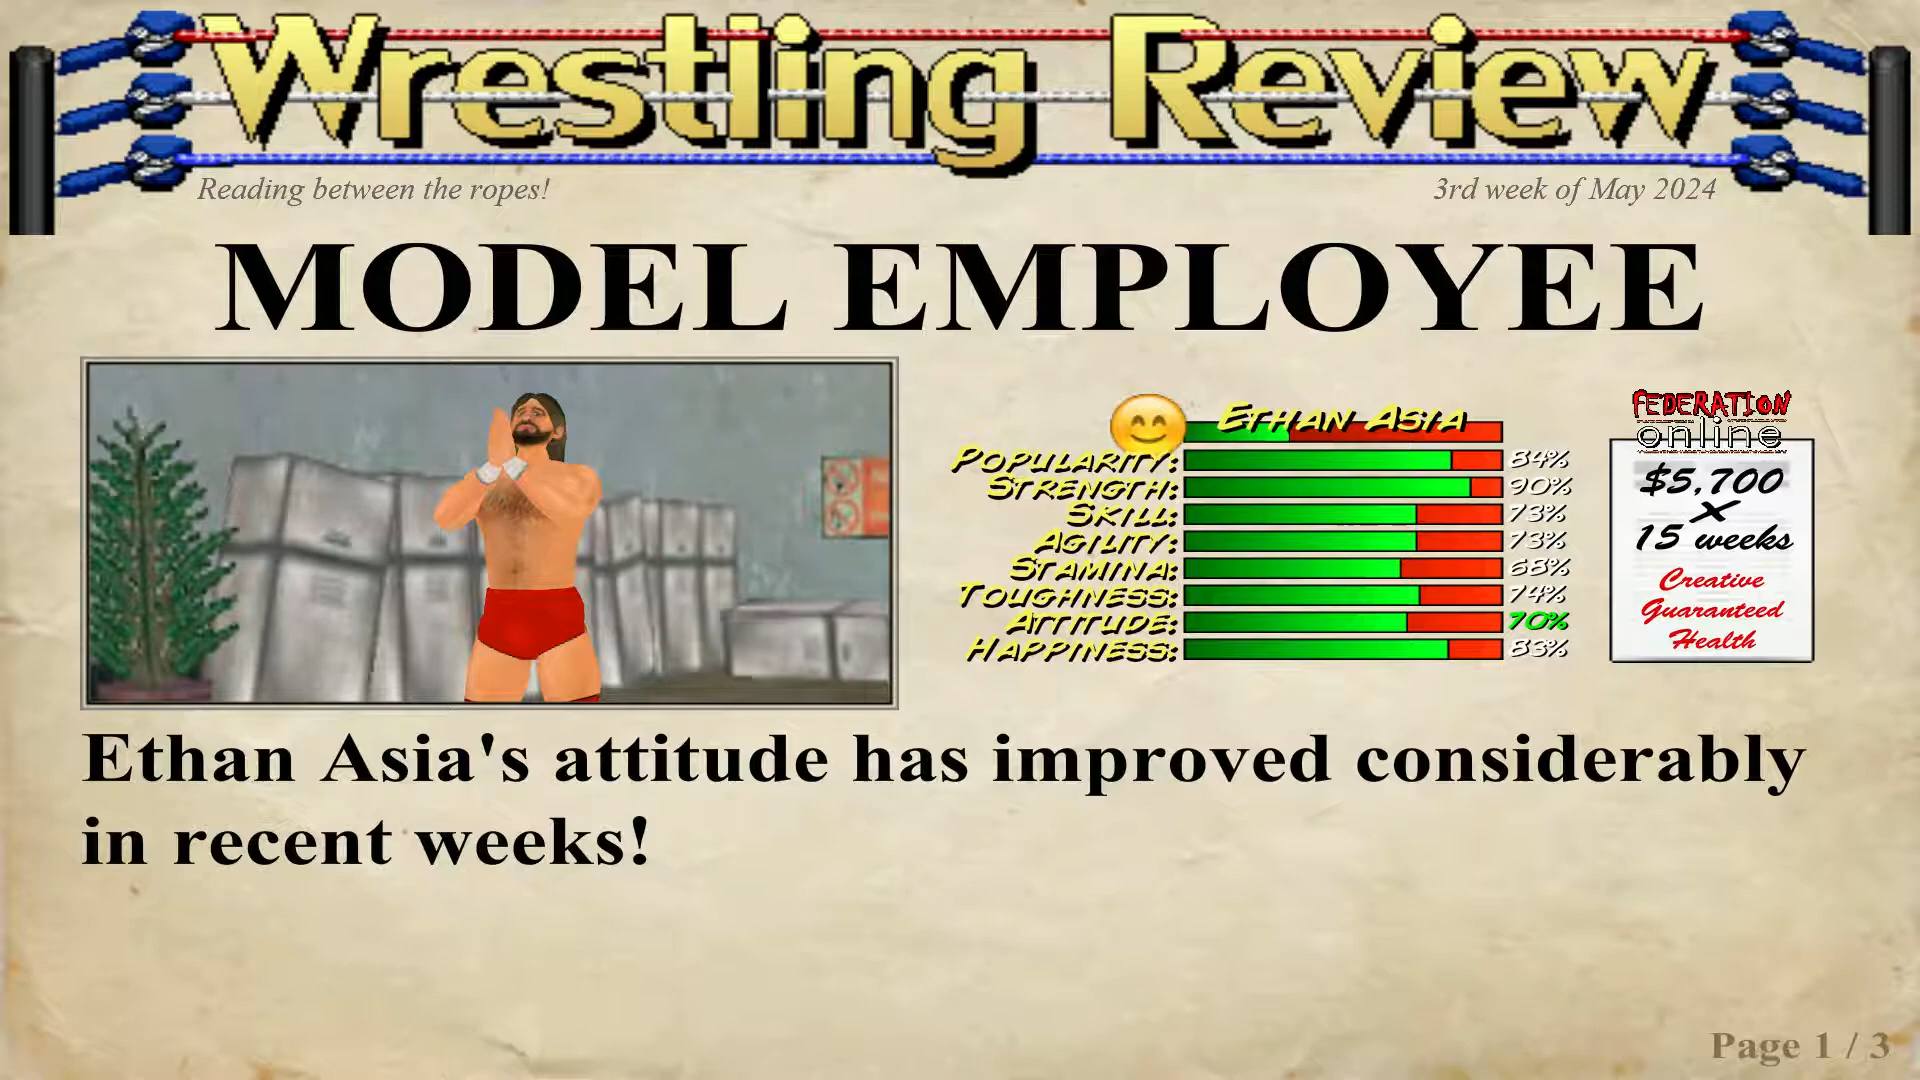 Wrestling Review
Reading between the ropes!
3rd week of May 2024
MODEL EMPLOYEE
Ethan Asia
Popularity: 84%
Strength: 90%
Skill: 73%
Agility: 73%
Stamina: 68%
Toughness: 74%
Attitude: 70%
Happiness: 83%
FEDERATION
online
$5,700
X
15 weeks
Creative
Guaranteed
Health
Ethan Asia's attitude has improved considerably
in recent weeks!
Page 1 / 3